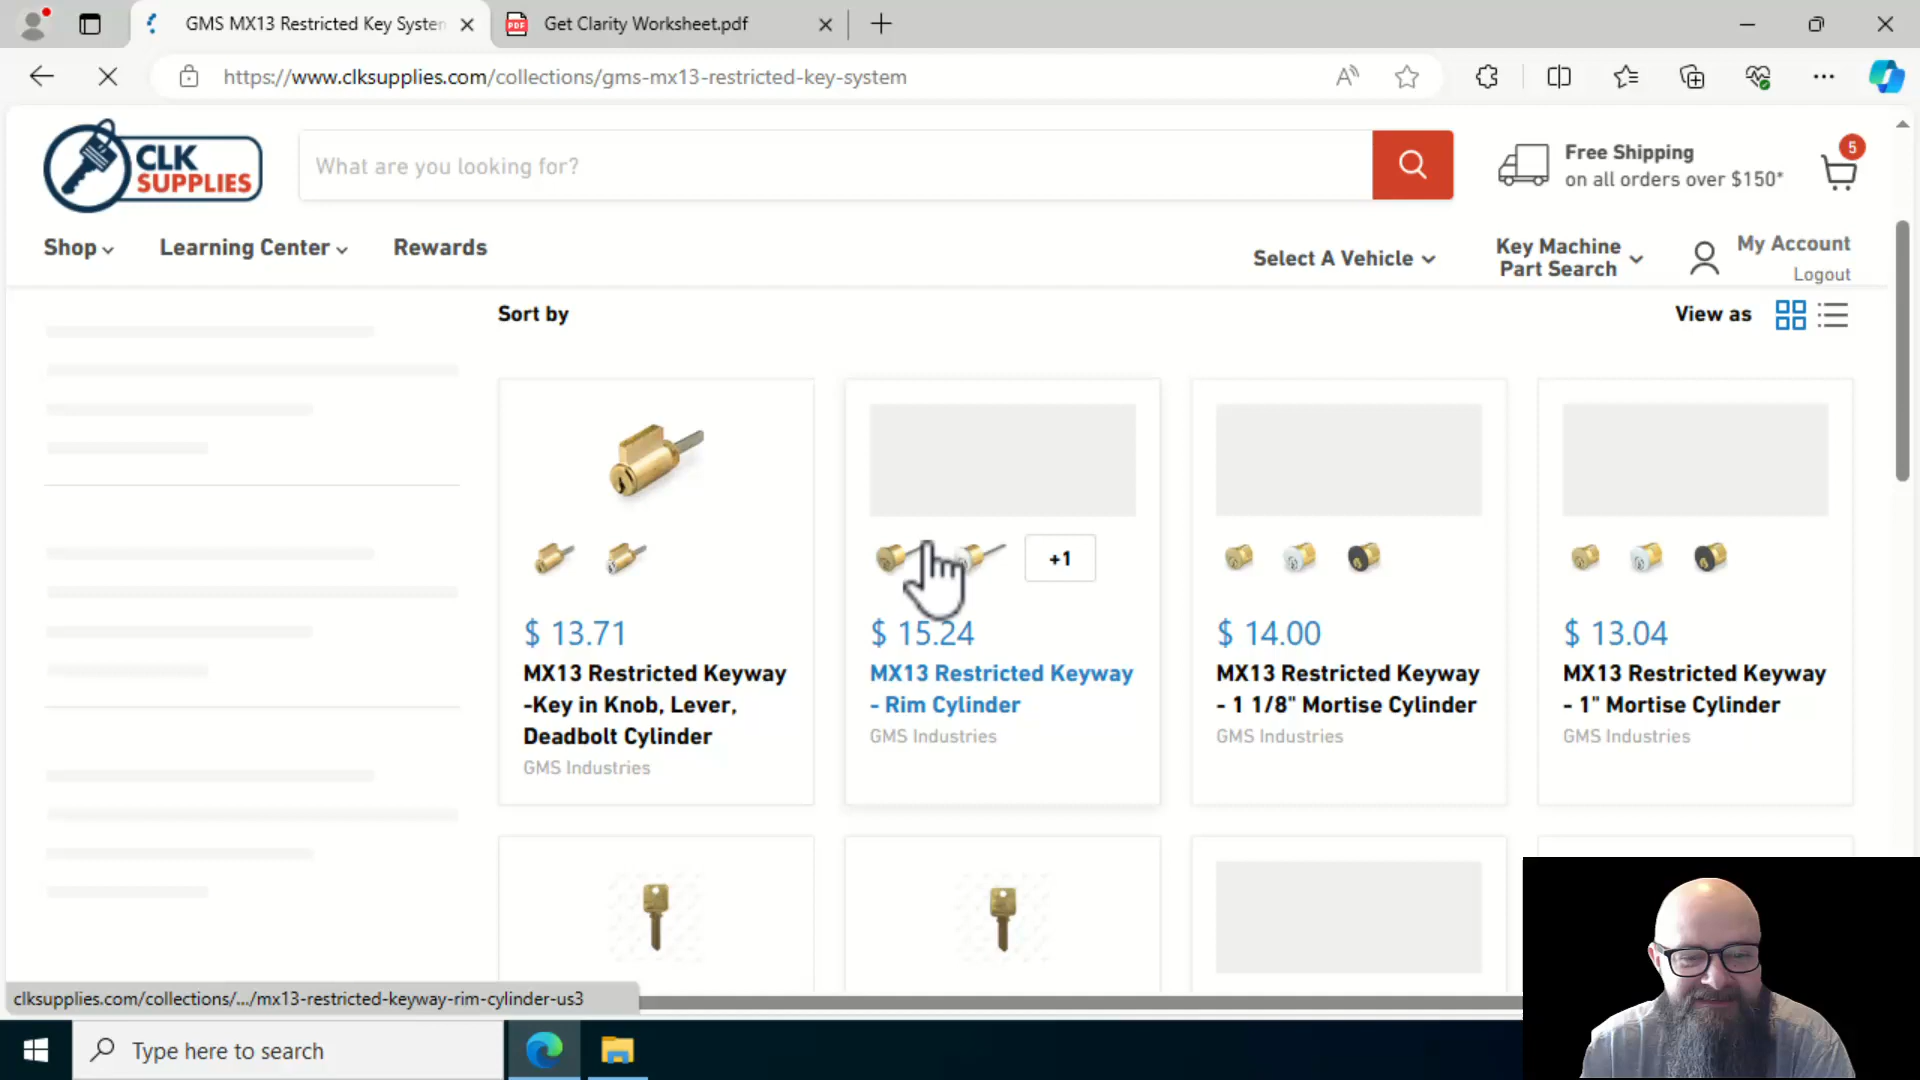 GMS MX13 Restricted Key System
PDF
Get Clarity Worksheet.pdf
https://www.clksupplies.com/collections/gms-mx13-restricted-key-system
CLK
SUPPLIES
What are you looking for?
Free Shipping
on all orders over $150*
5
Shop
Learning Center
Rewards
Select A Vehicle
Key Machine
Part Search
My Account
Logout
Sort by
View as
+1
$ 13.71
$ 15.24
$ 14.00
$ 13.04
MX13 Restricted Keyway
-Key in Knob, Lever,
Deadbolt Cylinder
GMS Industries
MX13 Restricted Keyway
- Rim Cylinder
GMS Industries
MX13 Restricted Keyway
- 1 1/8" Mortise Cylinder
GMS Industries
MX13 Restricted Keyway
- 1" Mortise Cylinder
GMS Industries
clksupplies.com/collections/.../mx13-restricted-keyway-rim-cylinder-us3
Type here to search